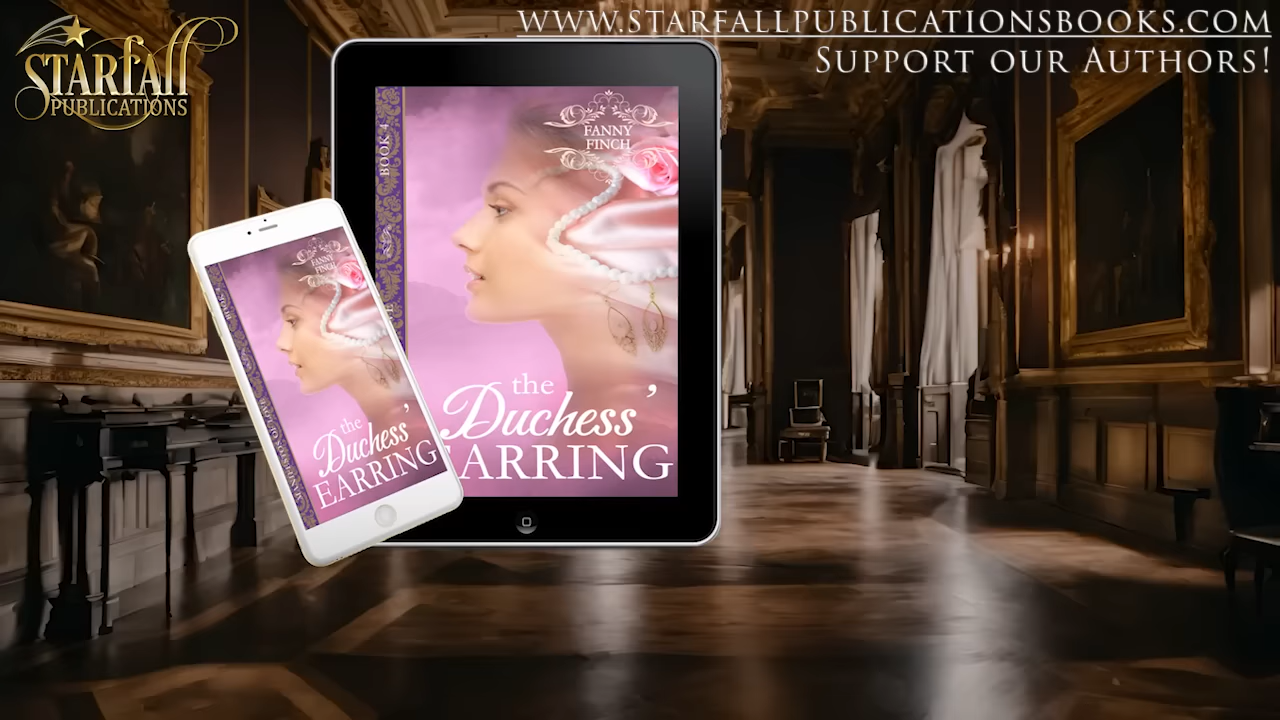 STARfall
PUBLICATIONS
WWW.STARFALLPUBLICATIONSBOOKS.COM
SUPPORT OUR AUTHORS!
BOOK 4
FANNY
FINCH
the
Duchess'
EARRING
FANNY
FINCH
the
Duchess'
EARRING